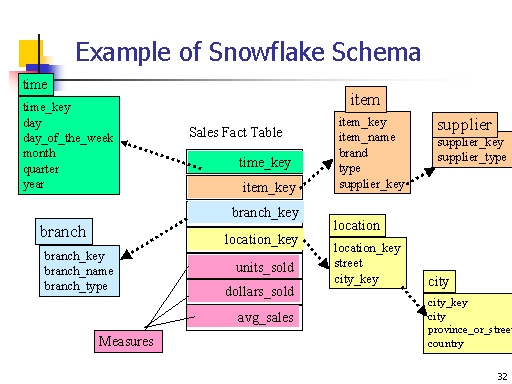 Example of Snowflake Schema
time
time_key
day
day_of_the_week
month
quarter
year
Sales Fact Table
time_key
item_key
branch_key
location_key
units_sold
dollars_sold
avg_sales
Measures
branch
branch_key
branch_name
branch_type
item
item_key
item_name
brand
type
supplier_key
supplier
supplier_key
supplier_type
location
location_key
street
city_key
city
city_key
city
province_or_street
country
32